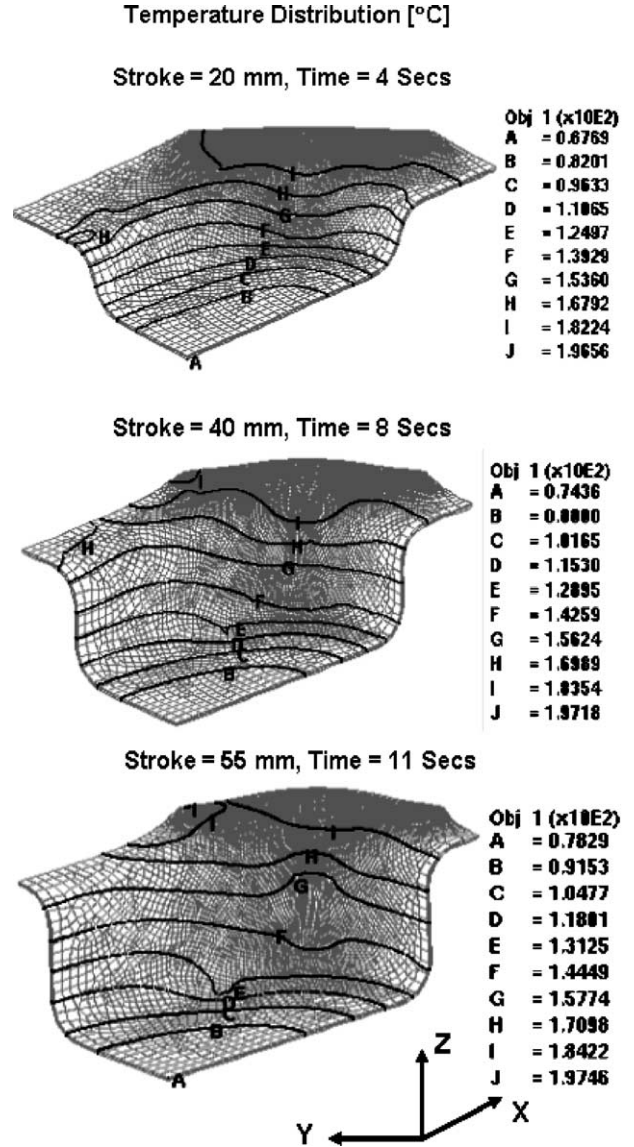 Temperature Distribution [°C]
Stroke = 20 mm, Time = 4 Secs
Obj 1 (x10E2)
A = 0.6769
B = 0.8201
C = 0.9633
D = 1.1065
E = 1.2497
F = 1.3929
G = 1.5360
H = 1.6792
I = 1.8224
J = 1.9656
I
H
G
F
E
D
C
B
H
A
Stroke = 40 mm, Time = 8 Secs
Obj 1 (x10E2)
A = 0.7436
B = 0.8800
C = 1.0165
D = 1.1530
E = 1.2895
F = 1.4259
G = 1.5624
H = 1.6989
I = 1.8354
J = 1.9718
I
I
H
H
G
F
E
D
C
B
Stroke = 55 mm, Time = 11 Secs
Obj 1 (x10E2)
A = 0.7829
B = 0.9153
C = 1.0477
D = 1.1801
E = 1.3125
F = 1.4449
G = 1.5774
H = 1.7098
I = 1.8422
J = 1.9746
I
I
I
H
G
F
E
D
C
B
A
Z
X
Y